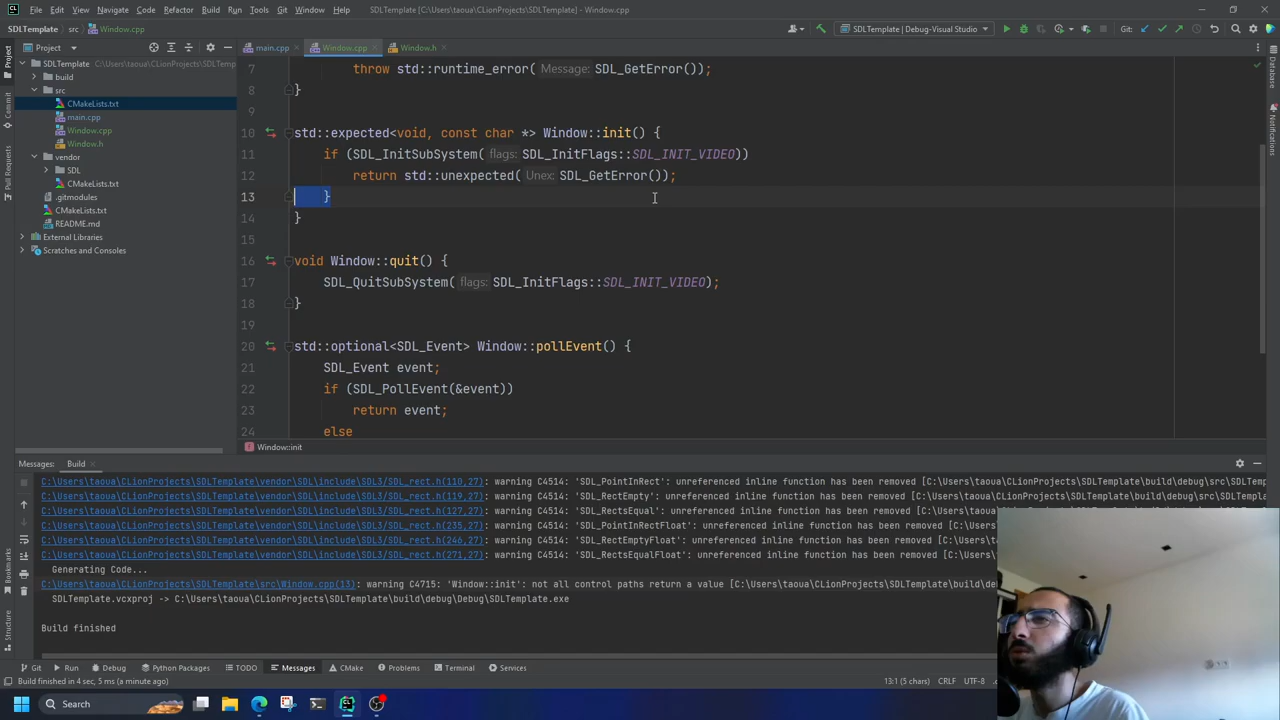 File Edit View Navigate Code Refactor Build Run Tools Git Window Help SDLTemplate [C:\Users\taoua\CLionProjects\SDLTemplate] - Window.cpp
SDLTemplate src Window.cpp SDLTemplate | Debug-Visual Studio Git:
Project main.cpp Window.cpp Window.h
SDLTemplate C:\Users\taoua\CLionProjects\SDLTemp
build
src
CMakeLists.txt
main.cpp
Window.cpp
Window.h
vendor
SDL
CMakeLists.txt
.gitmodules
CMakeLists.txt
README.md
External Libraries
Scratches and Consoles
Project
Commit
Pull Requests
Bookmarks
Structure
Database
Notifications
7 throw std::runtime_error( Message: SDL_GetError());
8 }
9
10 std::expected<void, const char *> Window::init() {
11 if (SDL_InitSubSystem( flags: SDL_InitFlags::SDL_INIT_VIDEO))
12 return std::unexpected( Unex: SDL_GetError());
13 }
14 }
15
16 void Window::quit() {
17 SDL_QuitSubSystem( flags: SDL_InitFlags::SDL_INIT_VIDEO);
18 }
19
20 std::optional<SDL_Event> Window::pollEvent() {
21 SDL_Event event;
22 if (SDL_PollEvent(&event))
23 return event;
24 else
Window::init
Messages: Build
C:\Users\taoua\CLionProjects\SDLTemplate\vendor\SDL\include\SDL3/SDL_rect.h(110,27): warning C4514: 'SDL_PointInRect': unreferenced inline function has been removed [C:\Users\taoua\CLionProjects\SDLTemplate\build\debug\src\SDLTemp
C:\Users\taoua\CLionProjects\SDLTemplate\vendor\SDL\include\SDL3/SDL_rect.h(119,27): warning C4514: 'SDL_RectEmpty': unreferenced inline function has been removed [C:\Users\taoua\CLionProjects\SDLTemplate\build\debug\src\SDLTempla
C:\Users\taoua\CLionProjects\SDLTemplate\vendor\SDL\include\SDL3/SDL_rect.h(127,27): warning C4514: 'SDL_RectsEqual': unreferenced inline function has been removed [C:\Users\taoua\CLionProjects\SDLTemplate\build\debug
C:\Users\taoua\CLionProjects\SDLTemplate\vendor\SDL\include\SDL3/SDL_rect.h(235,27): warning C4514: 'SDL_PointInRectFloat': unreferenced inline function has been removed [C:\Users\taoua\CLionProjects\SDLTemplate\build
C:\Users\taoua\CLionProjects\SDLTemplate\vendor\SDL\include\SDL3/SDL_rect.h(246,27): warning C4514: 'SDL_RectEmptyFloat': unreferenced inline function has been removed [C:\Users\taoua\CLionProjects\SDLTemplate\build\d
C:\Users\taoua\CLionProjects\SDLTemplate\vendor\SDL\include\SDL3/SDL_rect.h(271,27): warning C4514: 'SDL_RectsEqualFloat': unreferenced inline function has been removed [C:\Users\taoua\CLionProjects\SDLTemplate\build\
Generating Code...
C:\Users\taoua\CLionProjects\SDLTemplate\src\Window.cpp(13): warning C4715: 'Window::init': not all control paths return a value [C:\Users\taoua\CLionProjects\SDLTemplate\build\de
SDLTemplate.vcxproj -> C:\Users\taoua\CLionProjects\SDLTemplate\build\debug\Debug\SDLTemplate.exe
Build finished
Git Run Debug Python Packages TODO Messages CMake Problems Terminal Services
Build finished in 4 sec, 5 ms (a minute ago) 13:1 (5 chars) CRLF UTF-8
Search